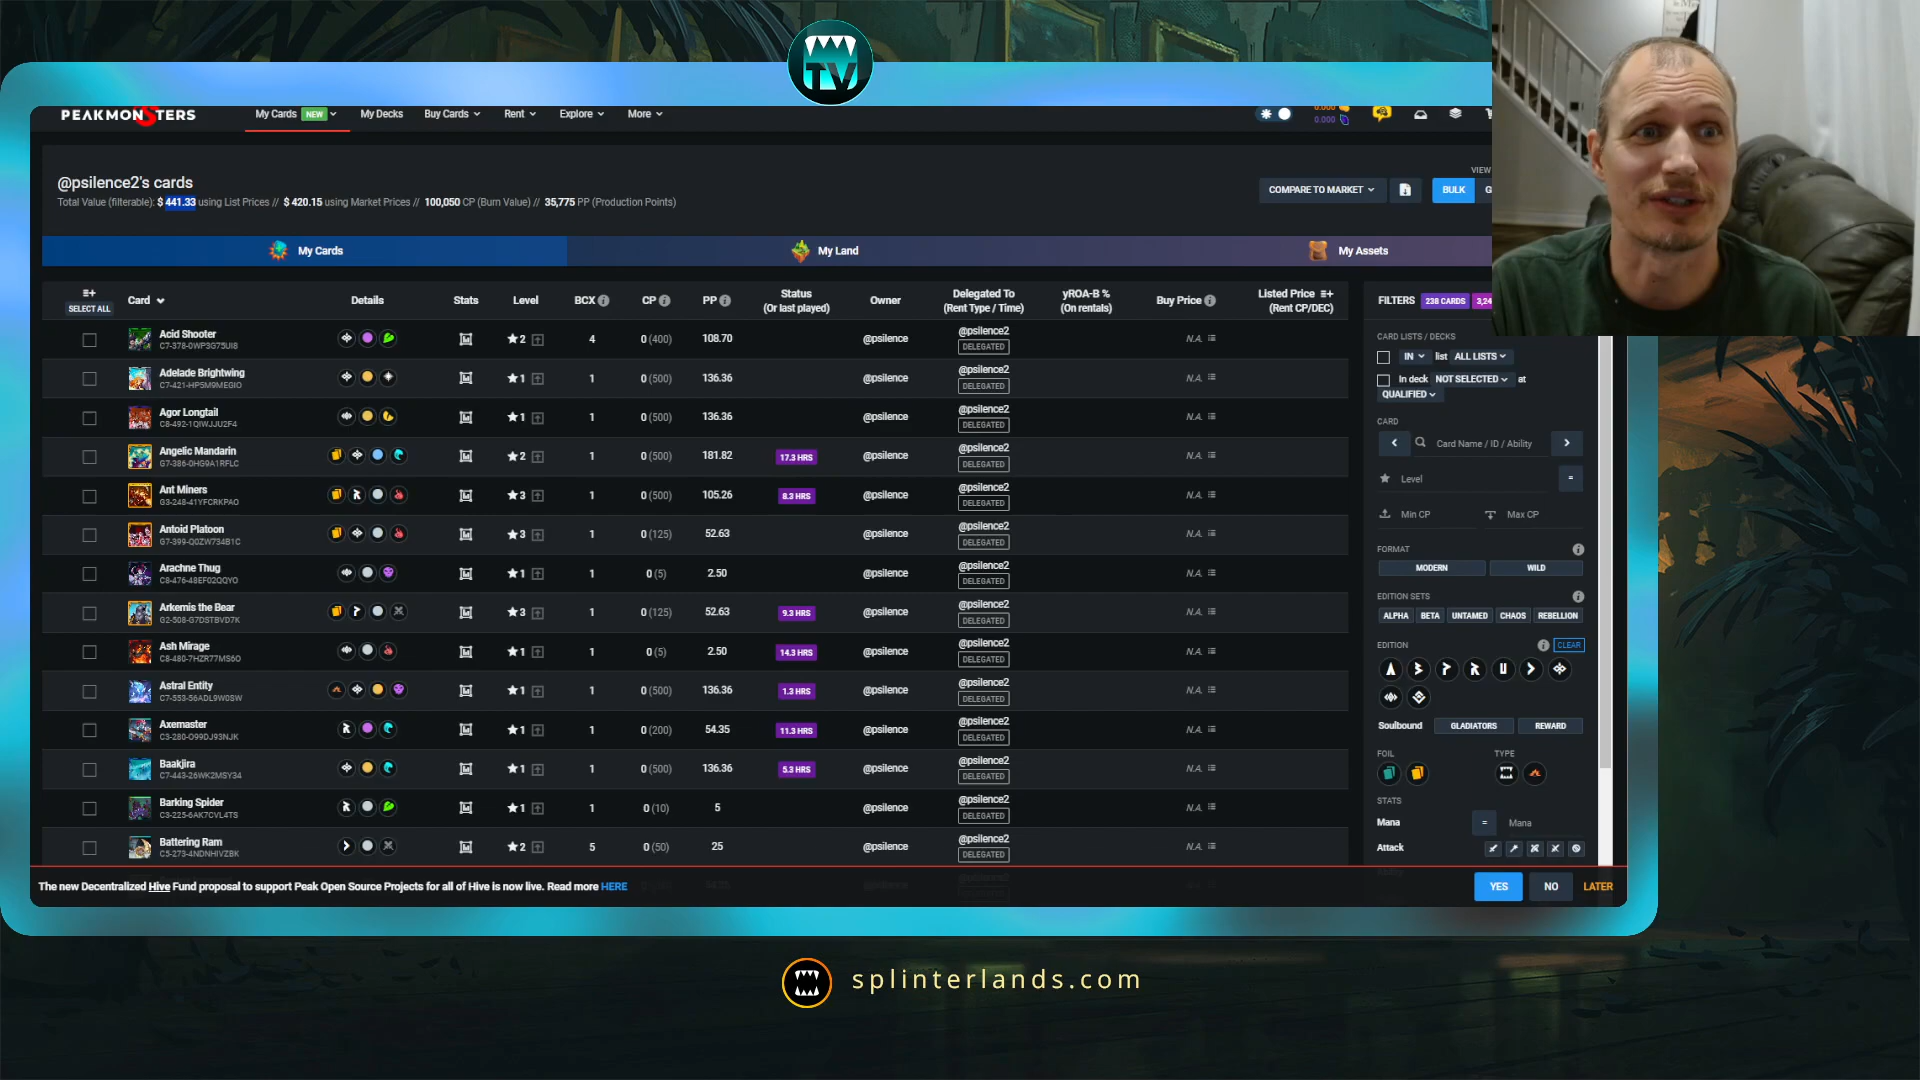 TV
PEAKMONSTERS
My Cards NEW
My Decks
Buy Cards
Rent
Explore
More
0.000
0.000
@psilence2's cards
Total Value (filterable): $ 441.33 using List Prices // $ 420.15 using Market Prices // 100,050 CP (Burn Value) // 35,775 PP (Production Points)
VIEW
COMPARE TO MARKET
BULK
My Cards
My Land
My Assets
SELECT ALL
Card
Details
Stats
Level
BCX
CP
PP
Status
(Or last played)
Owner
Delegated To
(Rent Type / Time)
yROA-B %
(On rentals)
Buy Price
Listed Price
(Rent CP/DEC)
Acid Shooter
C7-378-0WP3G75UI8
2 4 0 (400) 108.70 @psilence @psilence2 DELEGATED N.A.
Adelade Brightwing
C7-421-HP5M9MEGIO
1 1 0 (500) 136.36 @psilence @psilence2 DELEGATED N.A.
Agor Longtail
C8-492-1QIWJJU2F4
1 1 0 (500) 136.36 @psilence @psilence2 DELEGATED N.A.
Angelic Mandarin
G7-386-0HG9A1RFLC
2 1 0 (500) 181.82 17.3 HRS @psilence @psilence2 DELEGATED N.A.
Ant Miners
G3-248-41YFCRKPAO
3 1 0 (500) 105.26 8.3 HRS @psilence @psilence2 DELEGATED N.A.
Antoid Platoon
G7-399-Q0ZW734B1C
3 1 0 (125) 52.63 @psilence @psilence2 DELEGATED N.A.
Arachne Thug
C8-476-48EF02QQYO
1 1 0 (5) 2.50 @psilence @psilence2 DELEGATED N.A.
Arkemis the Bear
G2-508-G7DSTBVD7K
3 1 0 (125) 52.63 9.3 HRS @psilence @psilence2 DELEGATED N.A.
Ash Mirage
C8-480-7HZR77MS6O
1 1 0 (5) 2.50 14.3 HRS @psilence @psilence2 DELEGATED N.A.
Astral Entity
C7-553-56ADL9W0SW
1 1 0 (500) 136.36 1.3 HRS @psilence @psilence2 DELEGATED N.A.
Axemaster
C3-280-O99DJ93NJK
1 1 0 (200) 54.35 11.3 HRS @psilence @psilence2 DELEGATED N.A.
Baakjira
C7-443-26WK2MSY34
1 1 0 (500) 136.36 5.3 HRS @psilence @psilence2 DELEGATED N.A.
Barking Spider
C3-225-6AK7CVL4TS
1 1 0 (10) 5 @psilence @psilence2 DELEGATED N.A.
Battering Ram
C5-273-4NDNHIVZBK
2 5 0 (50) 25 @psilence @psilence2 DELEGATED N.A.
FILTERS 238 CARDS 3,24
CARD LISTS / DECKS
IN list ALL LISTS
In deck NOT SELECTED at
QUALIFIED
CARD
Card Name / ID / Ability
Level =
Min CP Max CP
FORMAT
MODERN WILD
EDITION SETS
ALPHA BETA UNTAMED CHAOS REBELLION
EDITION CLEAR
Soulbound GLADIATORS REWARD
FOIL TYPE
STATS
Mana = Mana
Attack
The new Decentralized Hive Fund proposal to support Peak Open Source Projects for all of Hive is now live. Read more HERE
YES NO LATER
splinterlands.com